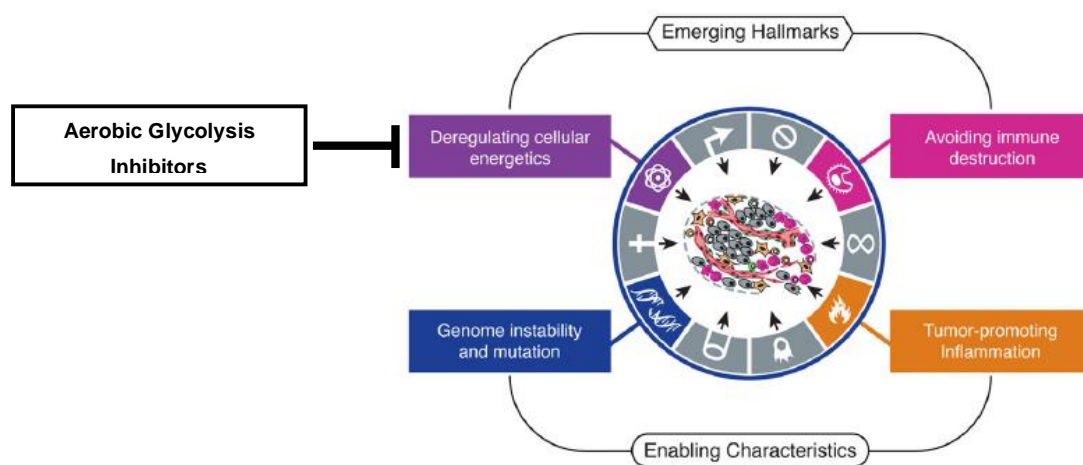 Emerging Hallmarks
Aerobic Glycolysis
Inhibitors
Deregulating cellular
energetics
Avoiding immune
destruction
Genome instability
and mutation
Tumor-promoting
Inflammation
Enabling Characteristics